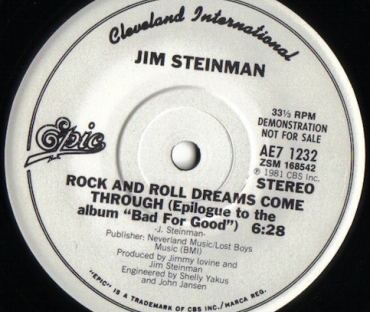 Cleveland International
JIM STEINMAN
33⅓ RPM
DEMONSTRATION
NOT FOR SALE
Epic
AE7 1232
ZSM 168542
℗ 1981 CBS Inc.
STEREO
ROCK AND ROLL DREAMS COME
THROUGH (Epilogue to the
album "Bad For Good") 6:28
-J. Steinman-
Publisher: Neverland Music/Lost Boys
Music (BMI)
Produced by Jimmy Iovine and
Jim Steinman
Engineered by Shelly Yakus
and John Jansen
"EPIC" IS A TRADEMARK OF CBS INC./MARCA REG.